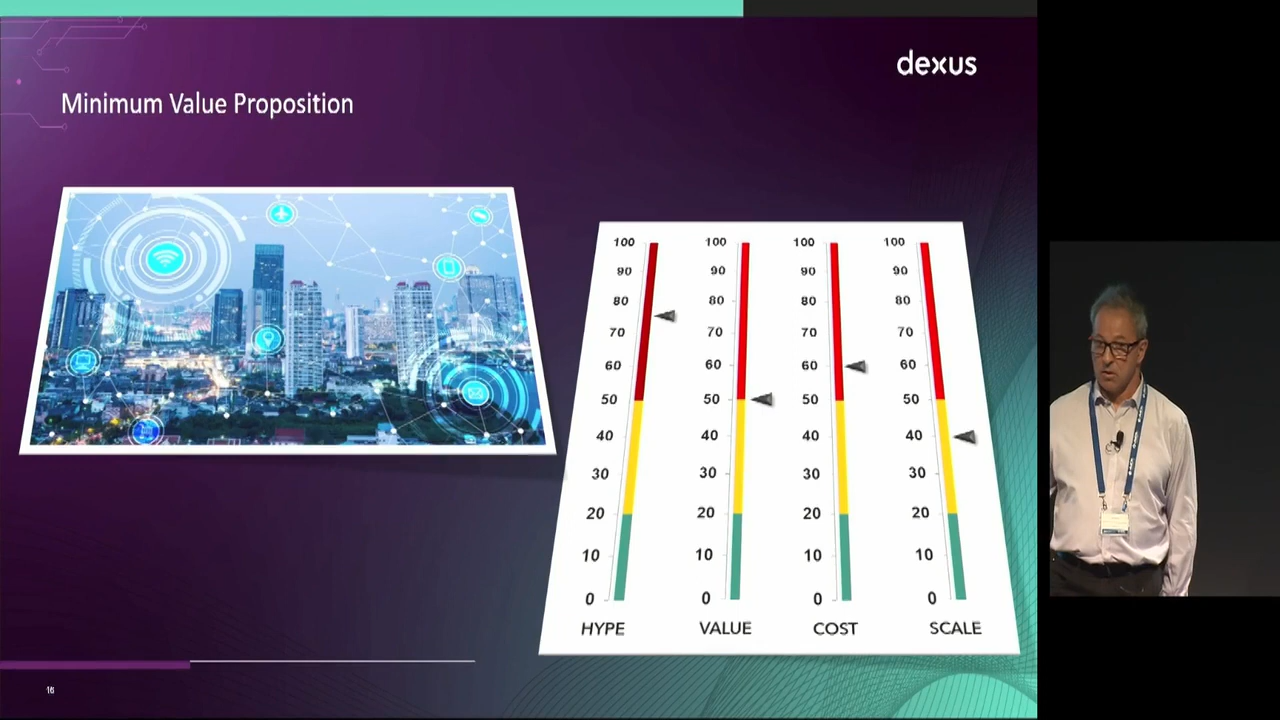 dexus
Minimum Value Proposition
100 100 100 100
90 90 90 90
80 80 80 80
70 70 70 70
60 60 60 60
50 50 50 50
40 40 40 40
30 30 30 30
20 20 20 20
10 10 10 10
0 0 0 0
HYPE VALUE COST SCALE